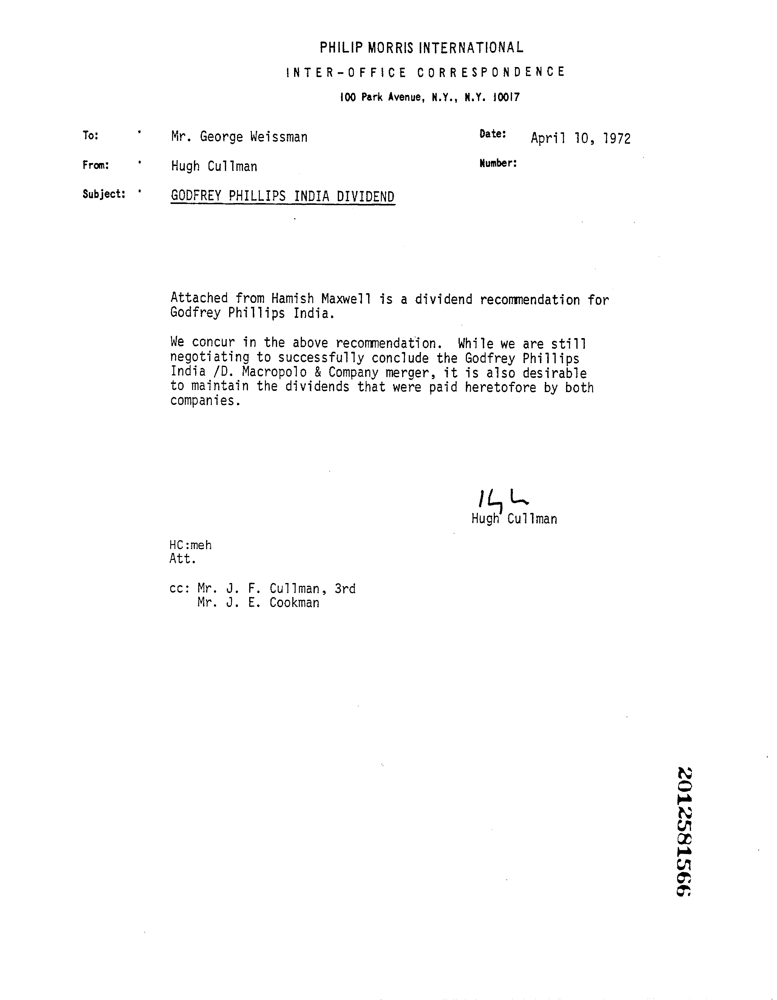 PHILIP MORRIS INTERNATIONAL
INTER-OFFICE CORRESPONDENCE
100 Park Avenue, N.Y., N.Y. 10017
To: Mr. George Weissman Date: April 10, 1972
From: Hugh Cullman Number:
Subject: GODFREY PHILLIPS INDIA DIVIDEND
Attached from Hamish Maxwell is a dividend recommendation for
Godfrey Phillips India.
We concur in the above recommendation. While we are still
negotiating to successfully conclude the Godfrey Phillips
India /D. Macropolo & Company merger, it is also desirable
to maintain the dividends that were paid heretofore by both
companies.
Hugh Cullman
HC:meh
Att.
cc: Mr. J. F. Cullman, 3rd
Mr. J. E. Cookman
2012581566